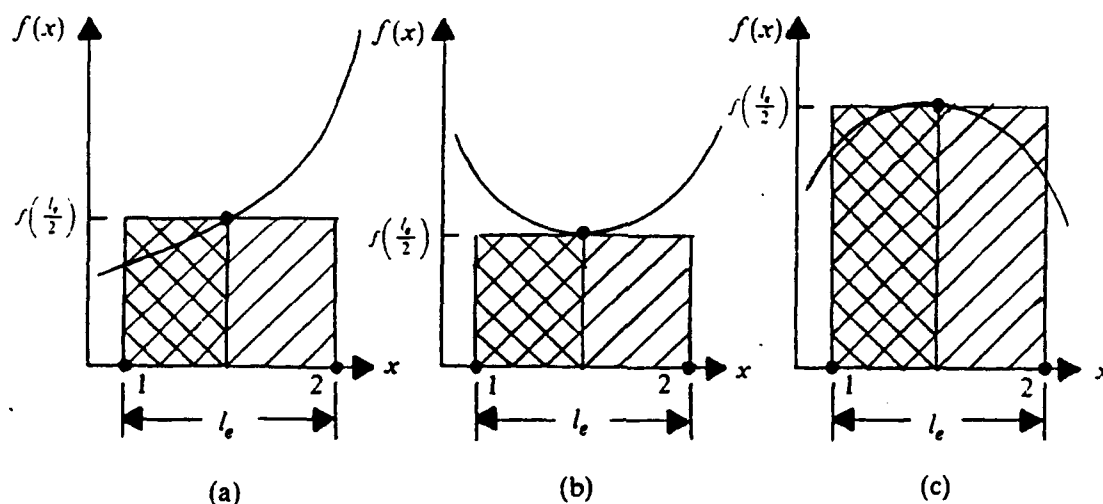 f(x)
f(l_e/2)
1
2
x
l_e
(a)
f(x)
f(l_e/2)
1
2
x
l_e
(b)
f(x)
f(l_e/2)
1
2
x
l_e
(c)